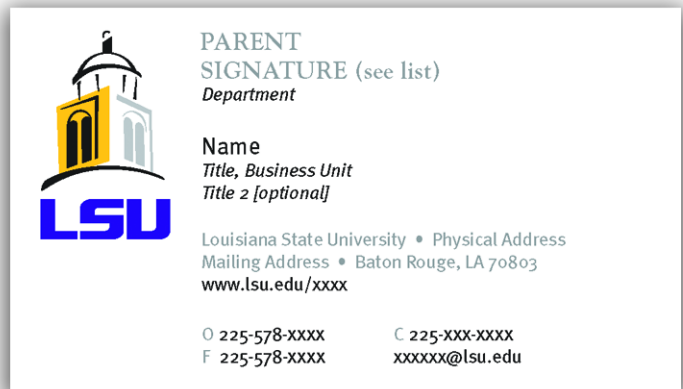 LSU
PARENT
SIGNATURE (see list)
Department
Name
Title, Business Unit
Title 2 [optional]
Louisiana State University • Physical Address
Mailing Address • Baton Rouge, LA 70803
www.lsu.edu/xxxx
O 225-578-XXXX C 225-XXX-XXXX
F 225-578-XXXX xxxxxx@lsu.edu